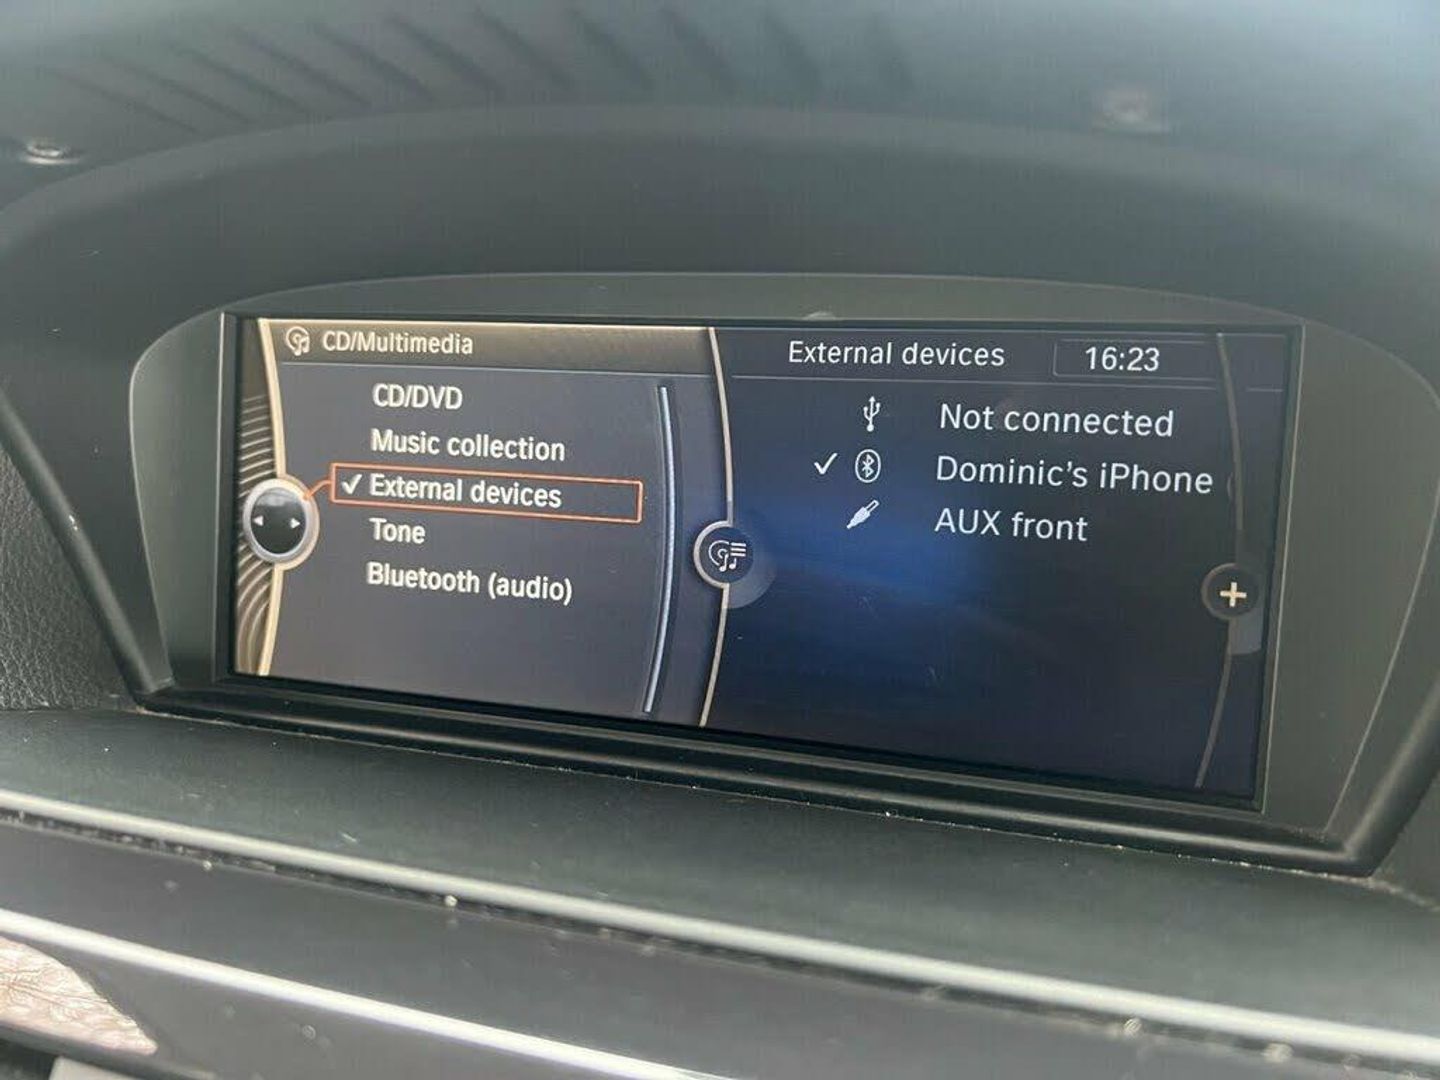 CD/Multimedia
CD/DVD
Music collection
External devices
Tone
Bluetooth (audio)
External devices
16:23
Not connected
Dominic's iPhone
AUX front